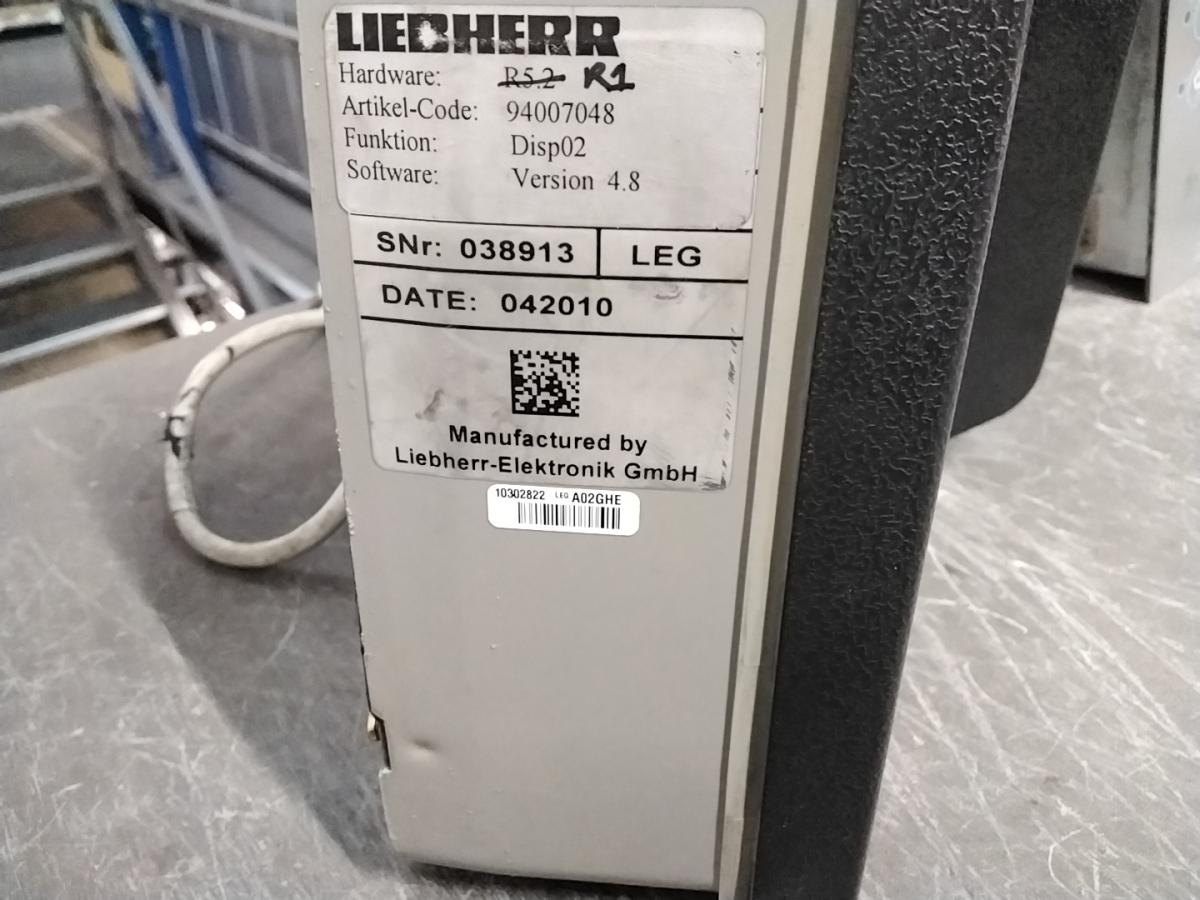 LIEBHERR
Hardware: R5.2 R1
Artikel-Code: 94007048
Funktion: Disp02
Software: Version 4.8
SNr: 038913 LEG
DATE: 042010
Manufactured by
Liebherr-Elektronik GmbH
10302822 LEG A02GHE